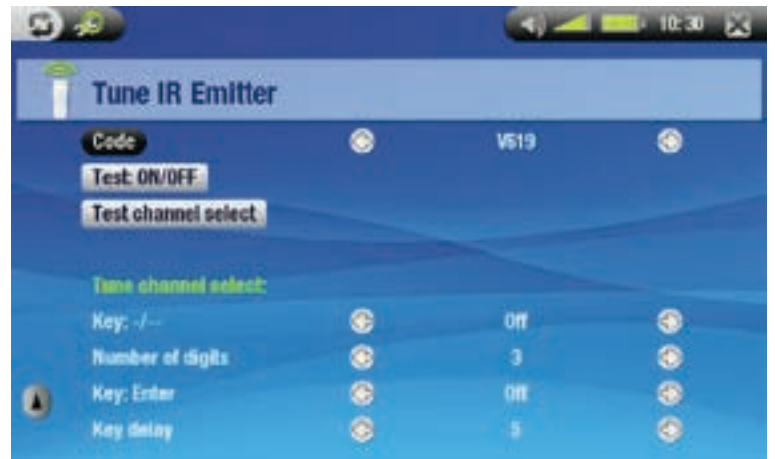 10:30
Tune IR Emitter
Code V619
Test: ON/OFF
Test channel select
Tune channel select:
Key: -/-- Off
Number of digits 3
Key: Enter Off
Key delay 5